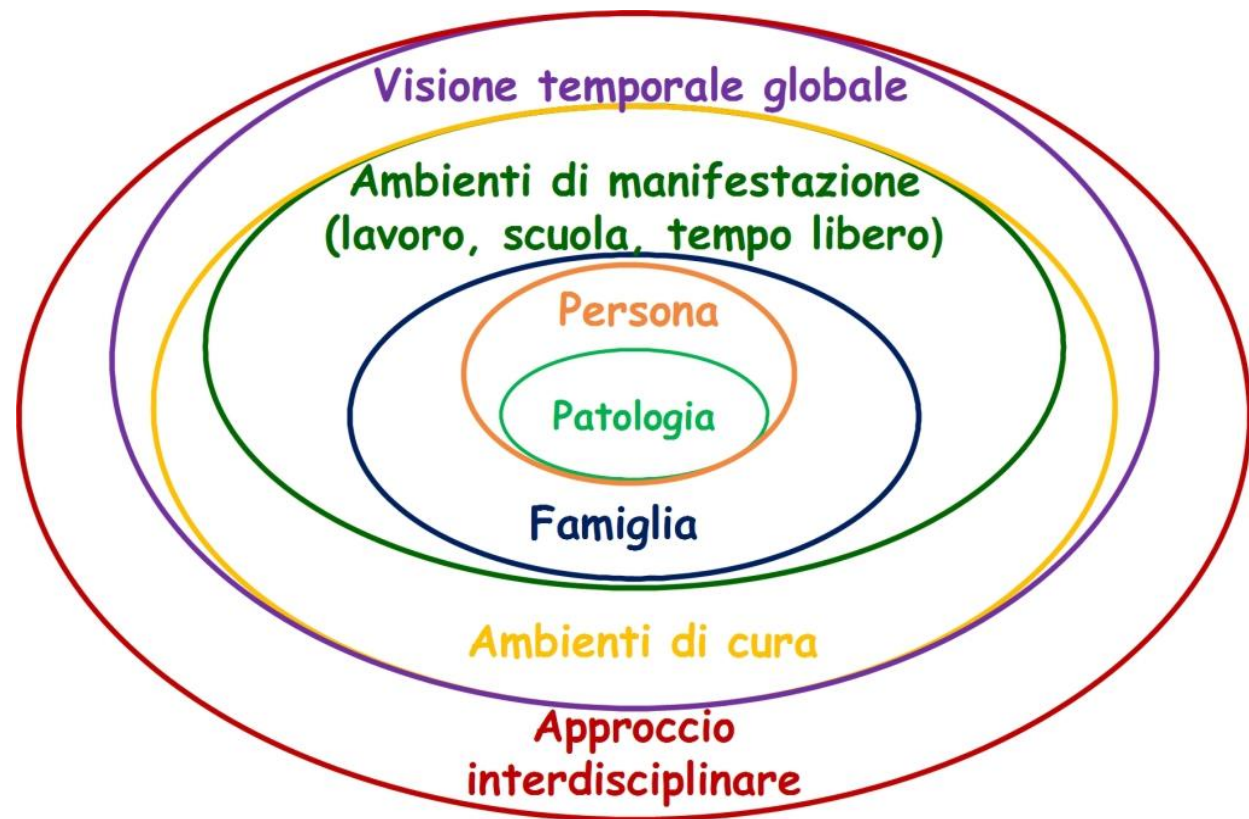 Visione temporale globale
Ambienti di manifestazione
(lavoro, scuola, tempo libero)
Persona
Patologia
Famiglia
Ambienti di cura
Approccio
interdisciplinare